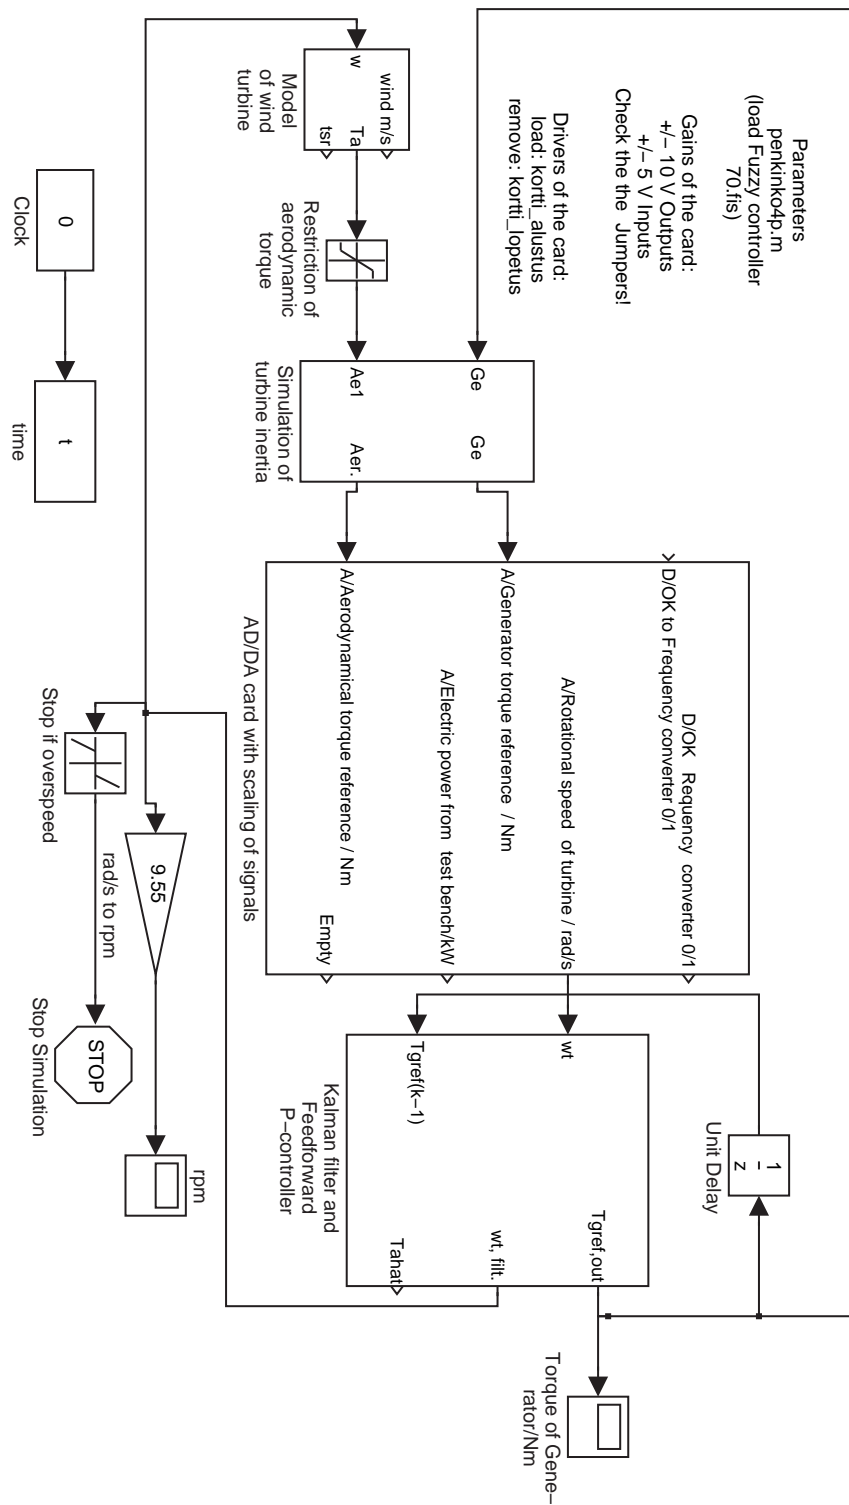 Parameters
penkinko4p.m
(load Fuzzy controller
70.fis)
Gains of the card:
+/− 10 V Outputs
+/− 5 V Inputs
Check the the Jumpers!
Drivers of the card:
load: kortti_alustus
remove: kortti_lopetus
wind m/s
w
Ta
tsr
Model
of wind
turbine
Restriction of
aerodynamic
torque
Ge
Ge
Ae1
Aer.
Simulation of
turbine inertia
D/OK to Frequency converter 0/1
D/OK Requency converter 0/1
A/Generator torque reference / Nm
A/Rotational speed of turbine / rad/s
A/Electric power from test bench/kW
A/Aerodynamical torque reference / Nm
Empty
AD/DA card with scaling of signals
1
z
Unit Delay
wt
Tgref(k−1)
Tgref,out
wt, filt.
Tahat
Kalman filter and
Feedforward
P−controller
Torque of Gene−
rator/Nm
0
Clock
t
time
Stop if overspeed
9.55
rad/s to rpm
STOP
Stop Simulation
rpm